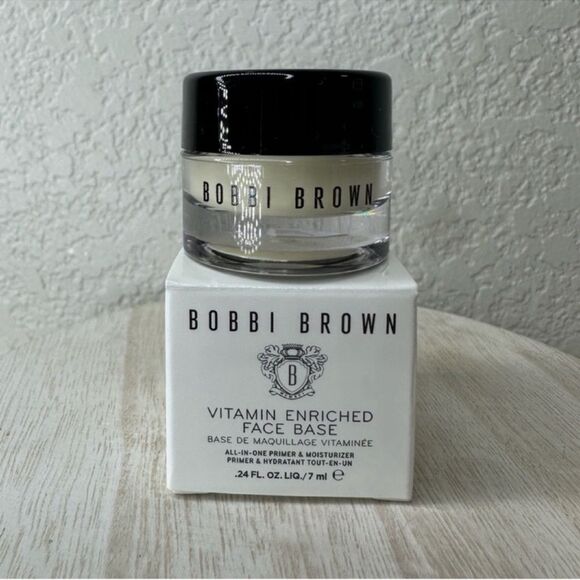 BOBBI BROWN
BOBBI BROWN
B
VITAMIN ENRICHED
FACE BASE
BASE DE MAQUILLAGE VITAMINÉE
ALL-IN-ONE PRIMER & MOISTURIZER
PRIMER & HYDRATANT TOUT-EN-UN
.24 FL. OZ. LIQ./7 ml ℮